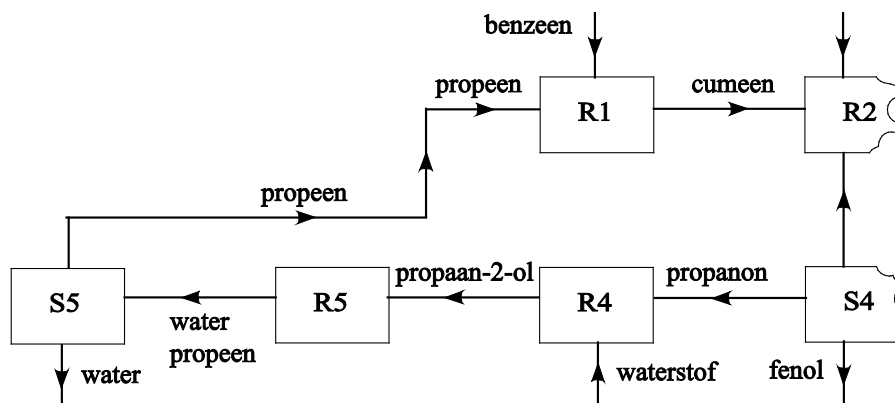 benzeen
propeen
cumeen
R1
R2
propeen
propaan-2-ol
propanon
S5
R5
R4
S4
water
propeen
water
waterstof
fenol